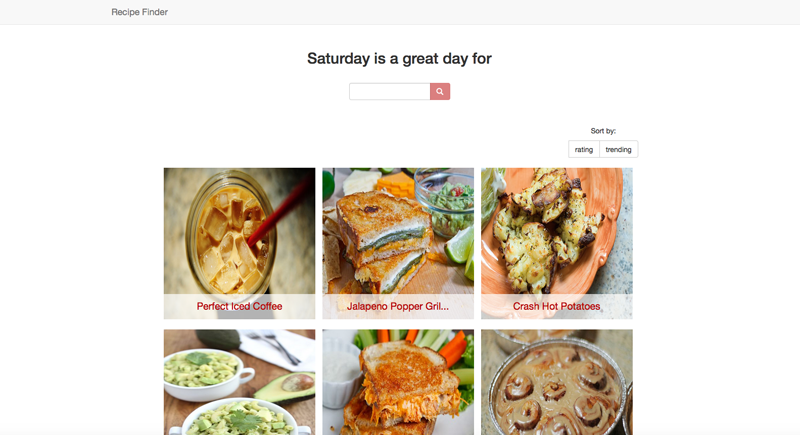 Recipe Finder
Saturday is a great day for
Sort by:
rating
trending
Perfect Iced Coffee
Jalapeno Popper Gril...
Crash Hot Potatoes